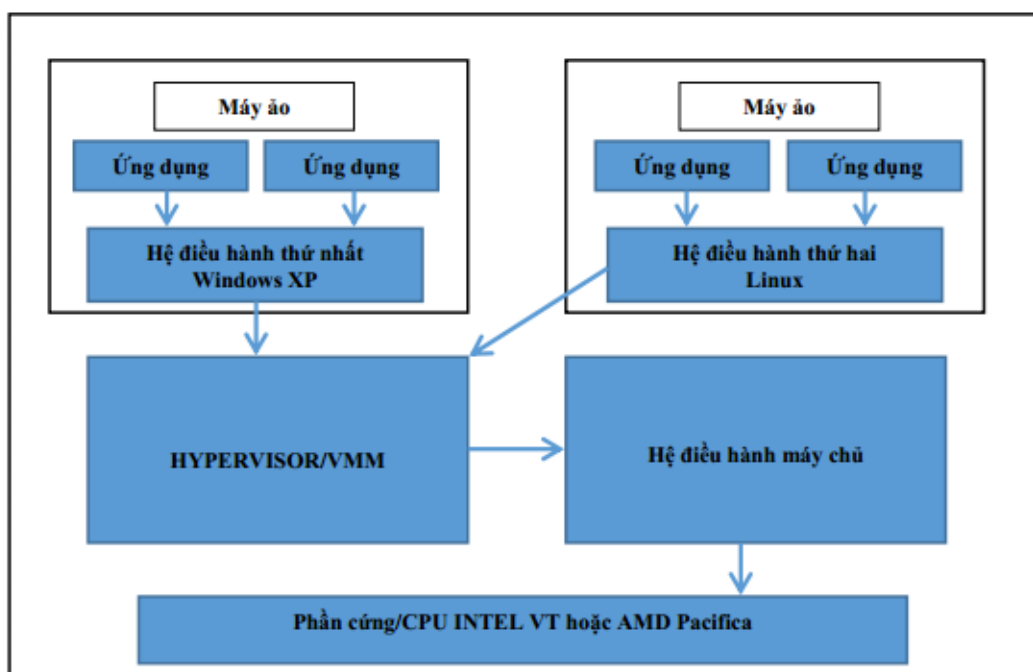 Máy ảo
Máy ảo
Ứng dụng
Ứng dụng
Ứng dụng
Ứng dụng
Hệ điều hành thứ nhất
Windows XP
Hệ điều hành thứ hai
Linux
HYPERVISOR/VMM
Hệ điều hành máy chủ
Phần cứng/CPU INTEL VT hoặc AMD Pacifica